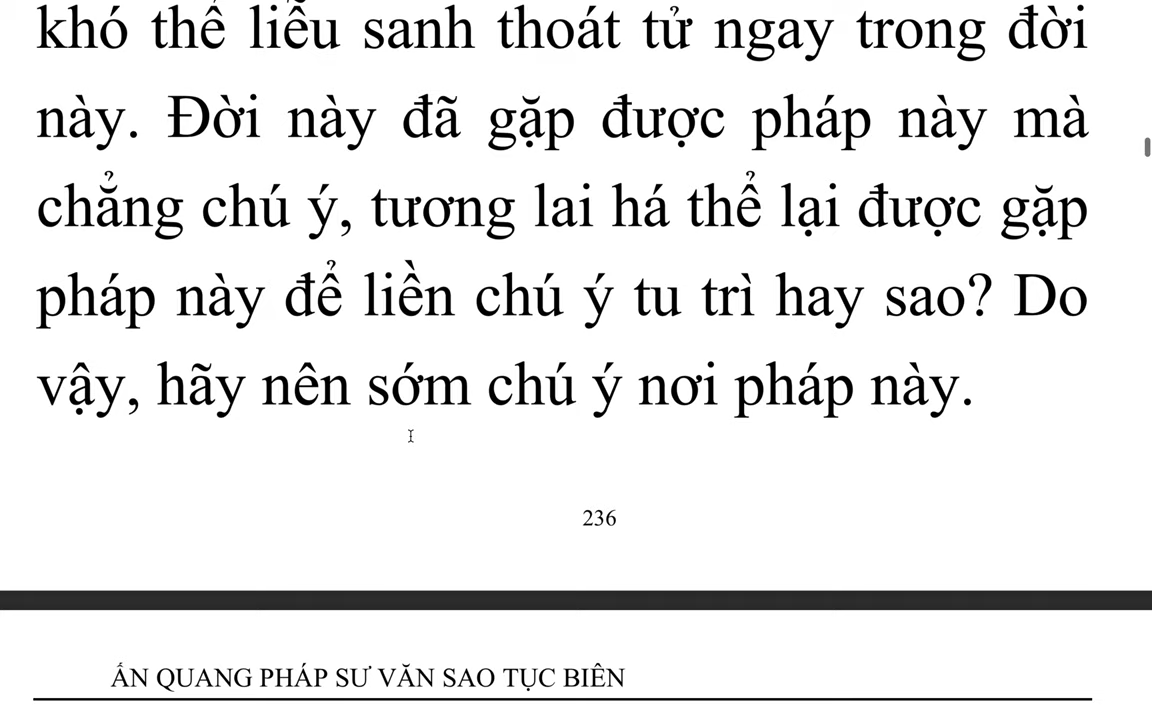 khó thể liễu sanh thoát tử ngay trong đời
này. Đời này đã gặp được pháp này mà
chẳng chú ý, tương lai há thể lại được gặp
pháp này để liền chú ý tu trì hay sao? Do
vậy, hãy nên sớm chú ý nơi pháp này.
236
ẤN QUANG PHÁP SƯ VĂN SAO TỤC BIÊN